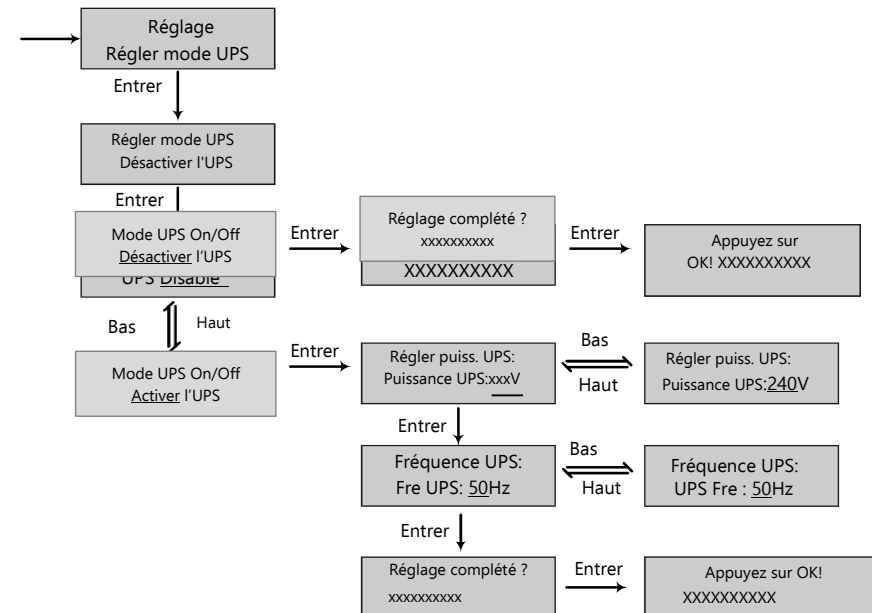 Réglage
Régler mode UPS
Entrer
Régler mode UPS
Désactiver l'UPS
Entrer
Mode UPS On/Off
Désactiver l’UPS
UPS Disable
Entrer
Réglage complété ?
xxxxxxxxxx
XXXXXXXXXX
Entrer
Appuyez sur
OK! XXXXXXXXXX
Bas
Haut
Mode UPS On/Off
Activer l’UPS
Entrer
Régler puiss. UPS:
Puissance UPS:xxxV
Bas
Haut
Régler puiss. UPS:
Puissance UPS:240V
Entrer
Fréquence UPS:
Fre UPS: 50Hz
Bas
Haut
Fréquence UPS:
UPS Fre : 50Hz
Entrer
Réglage complété ?
xxxxxxxxxx
Entrer
Appuyez sur OK!
XXXXXXXXXX